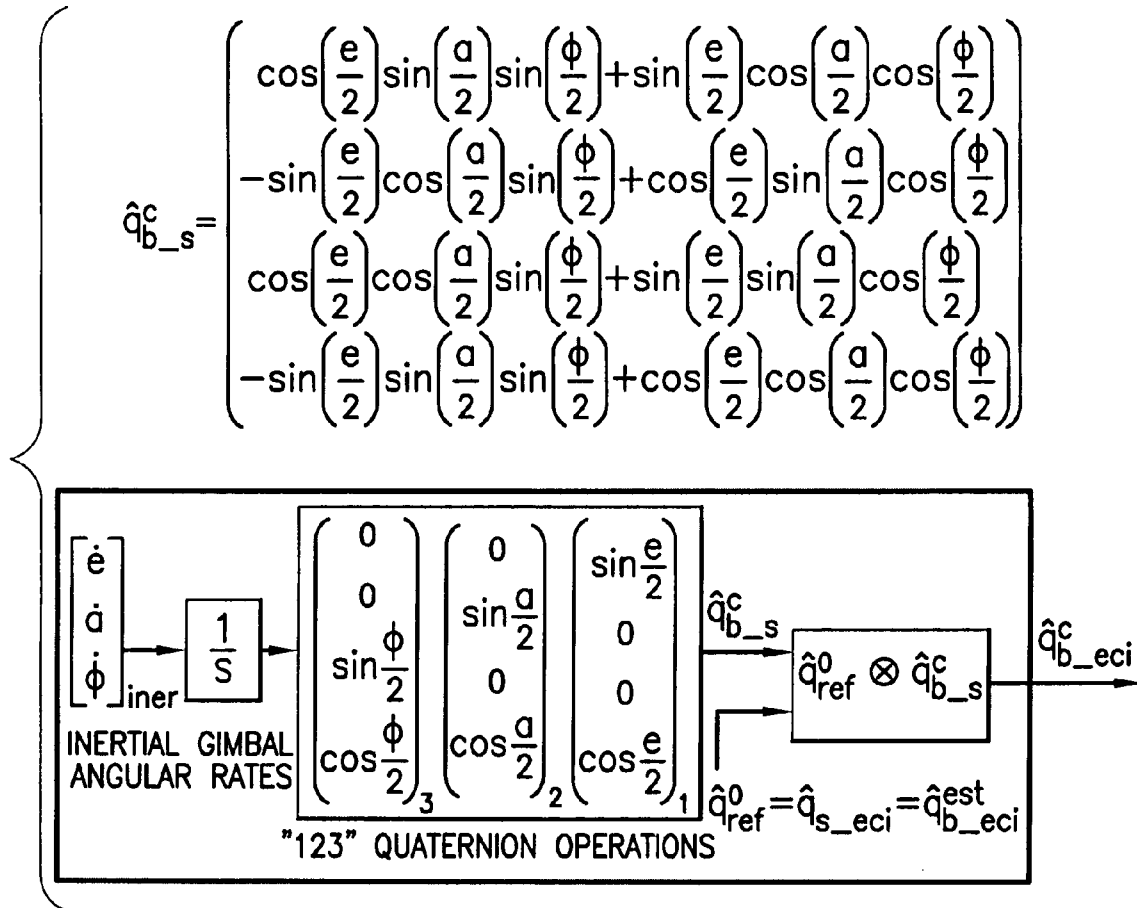 q̂ᶜ_b_s = ( cos(e/2) sin(a/2) sin(ϕ/2) + sin(e/2) cos(a/2) cos(ϕ/2)
-sin(e/2) cos(a/2) sin(ϕ/2) + cos(e/2) sin(a/2) cos(ϕ/2)
cos(e/2) cos(a/2) sin(ϕ/2) + sin(e/2) sin(a/2) cos(ϕ/2)
-sin(e/2) sin(a/2) sin(ϕ/2) + cos(e/2) cos(a/2) cos(ϕ/2) )
[ ė ȧ ϕ̇ ]iner
INERTIAL GIMBAL
ANGULAR RATES
1/S
( 0 0 sin ϕ/2 cos ϕ/2 )3 ( 0 sin a/2 0 cos a/2 )2 ( sin e/2 0 0 cos e/2 )1
"123" QUATERNION OPERATIONS
q̂ᶜ_b_s
q̂⁰_ref ⊗ q̂ᶜ_b_s
q̂ᶜ_b_eci
q̂⁰_ref = q̂_s_eci = q̂ᵉˢᵗ_b_eci